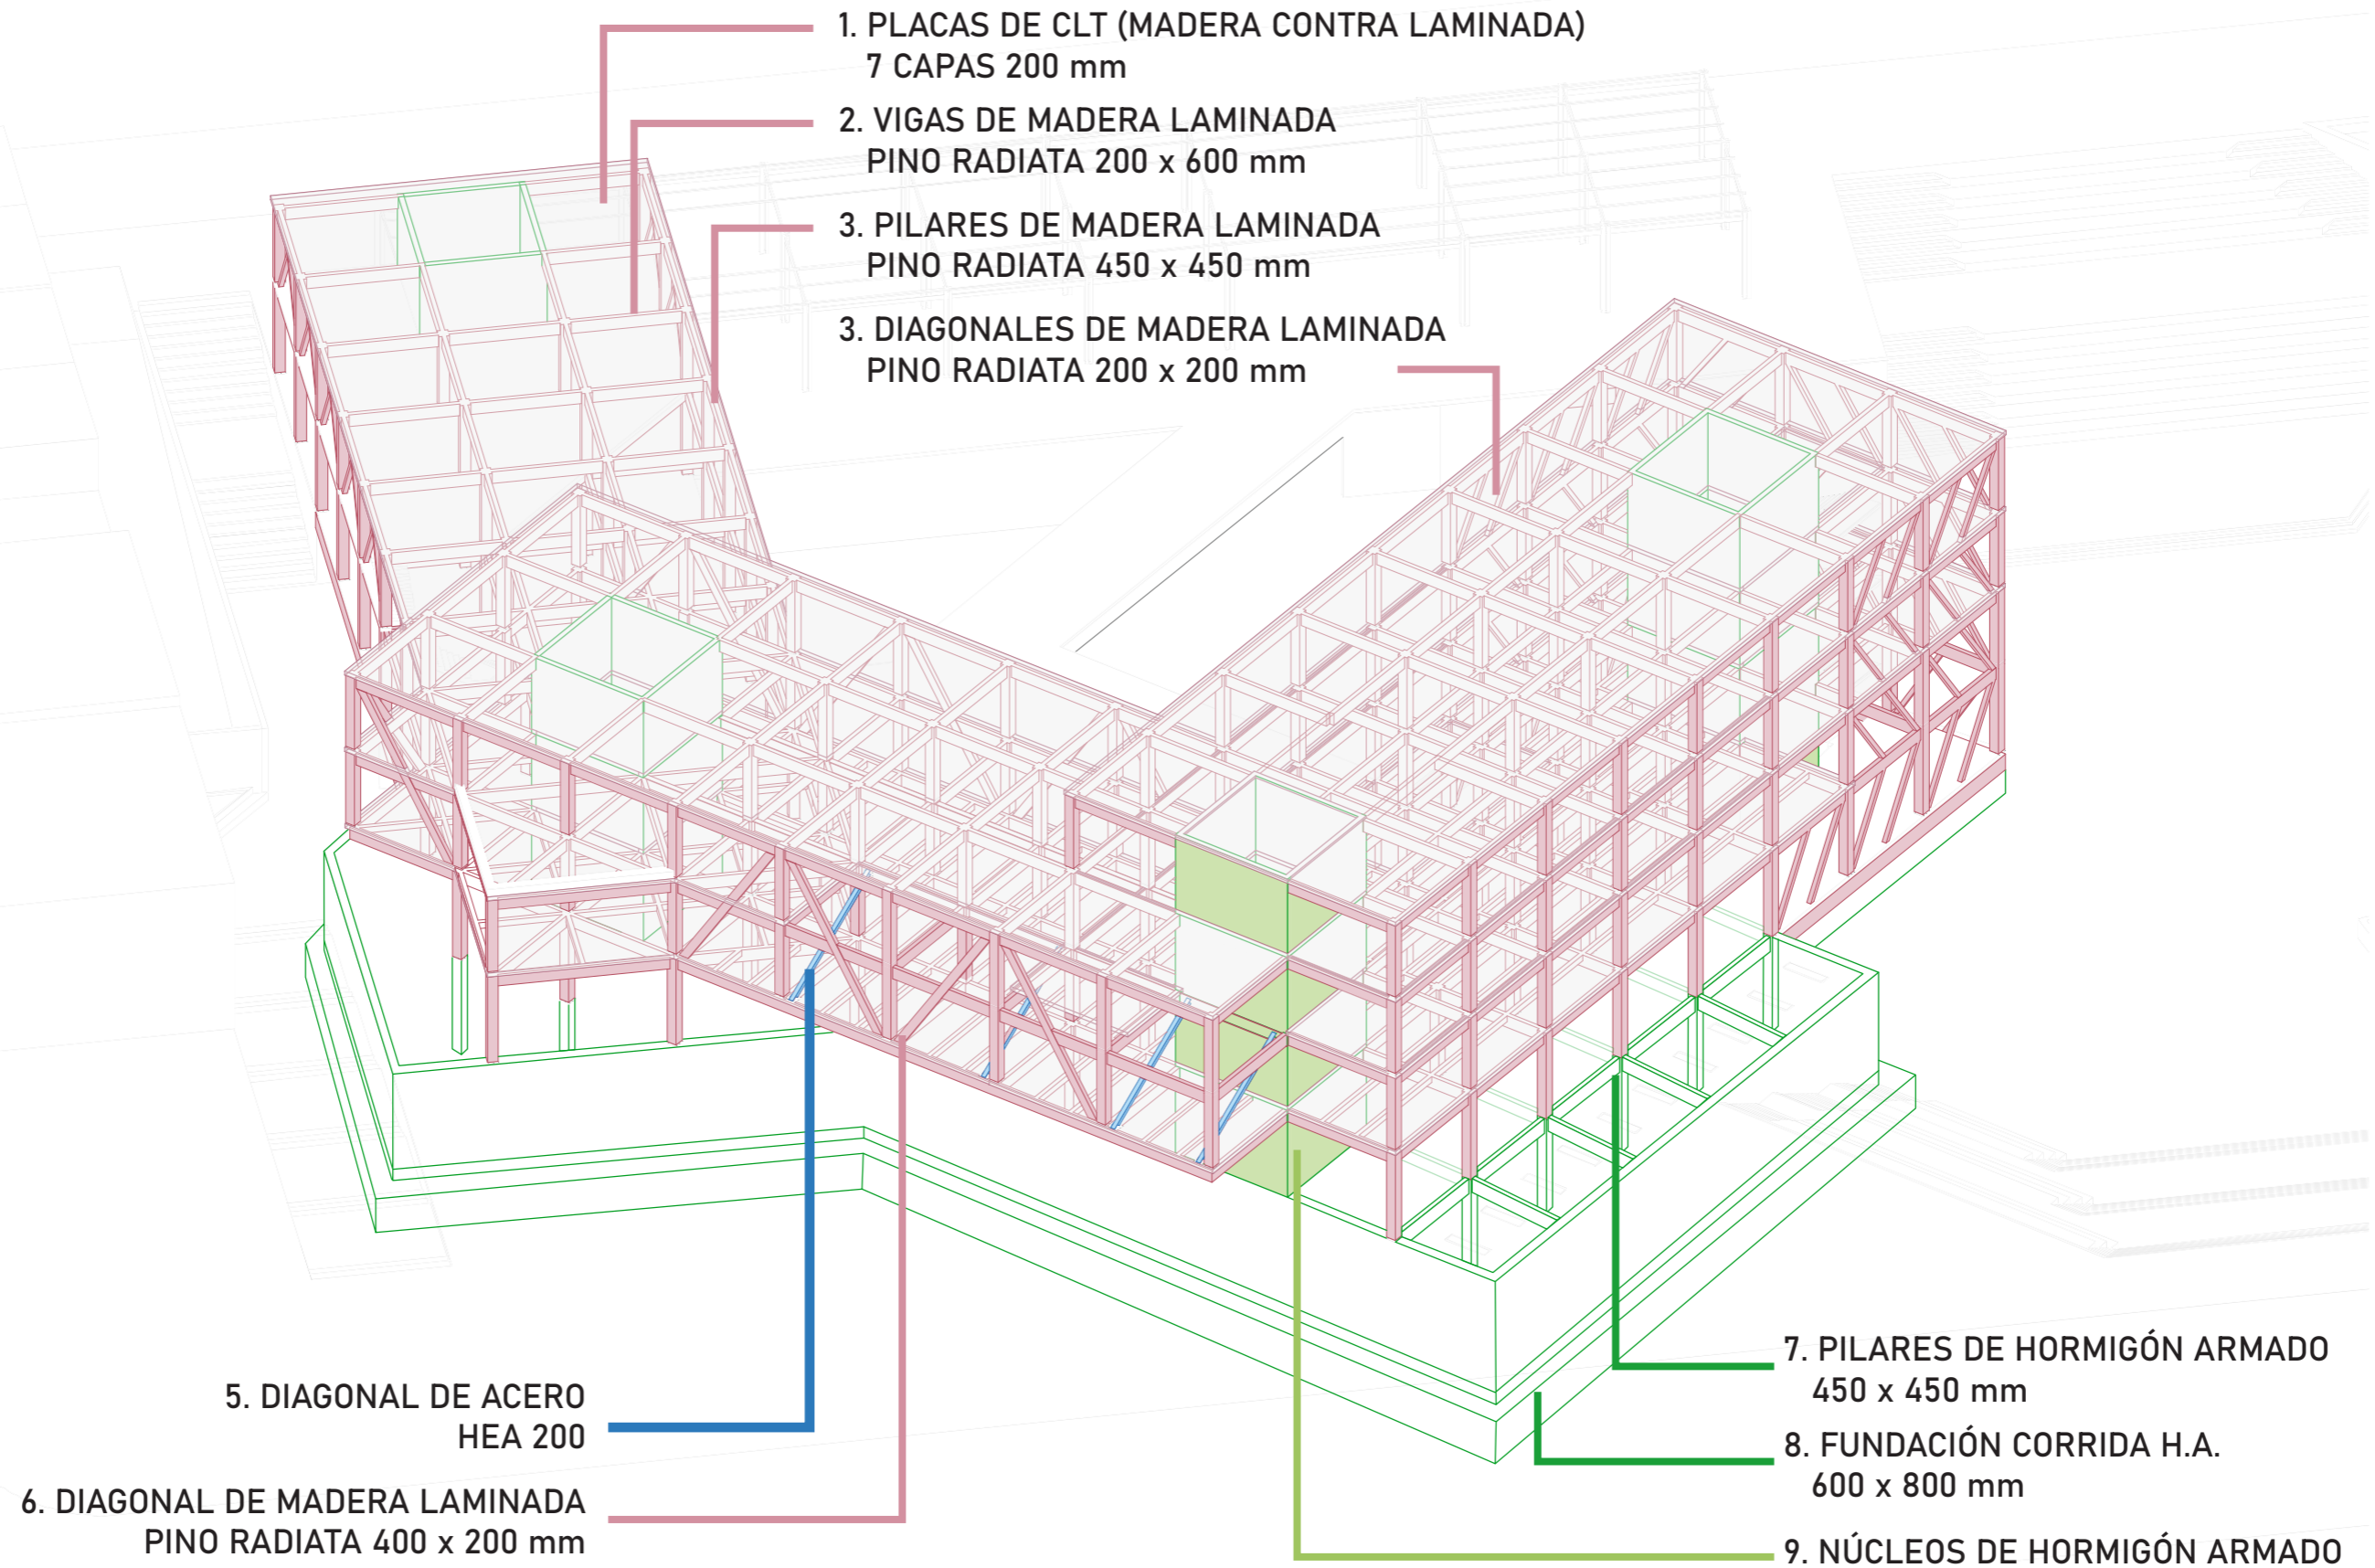 1. PLACAS DE CLT (MADERA CONTRA LAMINADA)
7 CAPAS 200 mm
2. VIGAS DE MADERA LAMINADA
PINO RADIATA 200 x 600 mm
3. PILARES DE MADERA LAMINADA
PINO RADIATA 450 x 450 mm
3. DIAGONALES DE MADERA LAMINADA
PINO RADIATA 200 x 200 mm
5. DIAGONAL DE ACERO
HEA 200
6. DIAGONAL DE MADERA LAMINADA
PINO RADIATA 400 x 200 mm
7. PILARES DE HORMIGÓN ARMADO
450 x 450 mm
8. FUNDACIÓN CORRIDA H.A.
600 x 800 mm
9. NÚCLEOS DE HORMIGÓN ARMADO